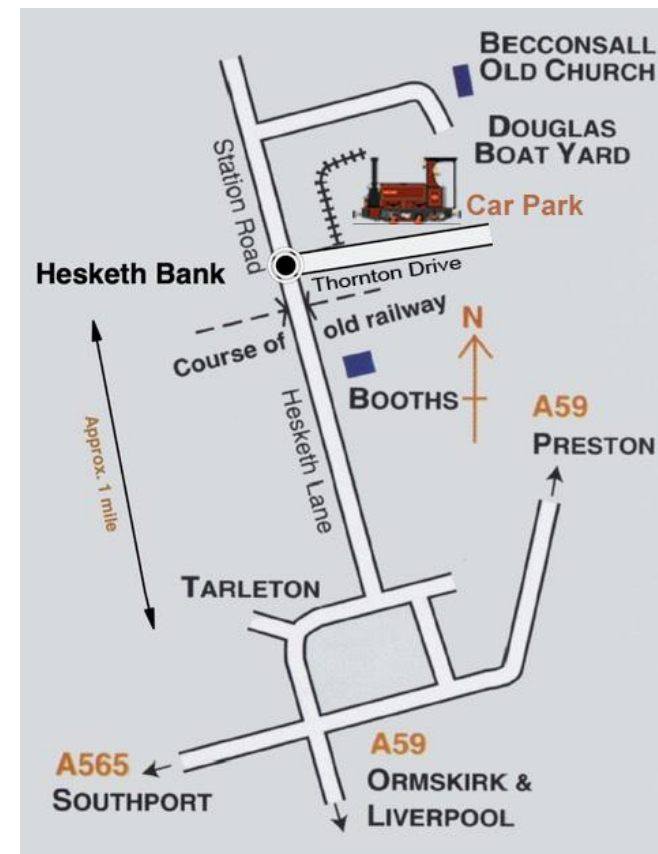 BECCONSALL
OLD CHURCH
DOUGLAS
BOAT YARD
Station Road
Car Park
Hesketh Bank
Thornton Drive
Course of old railway
N
BOOTHS
A59
PRESTON
Hesketh Lane
Approx. 1 mile
TARLETON
A565
SOUTHPORT
A59
ORMSKIRK &
LIVERPOOL